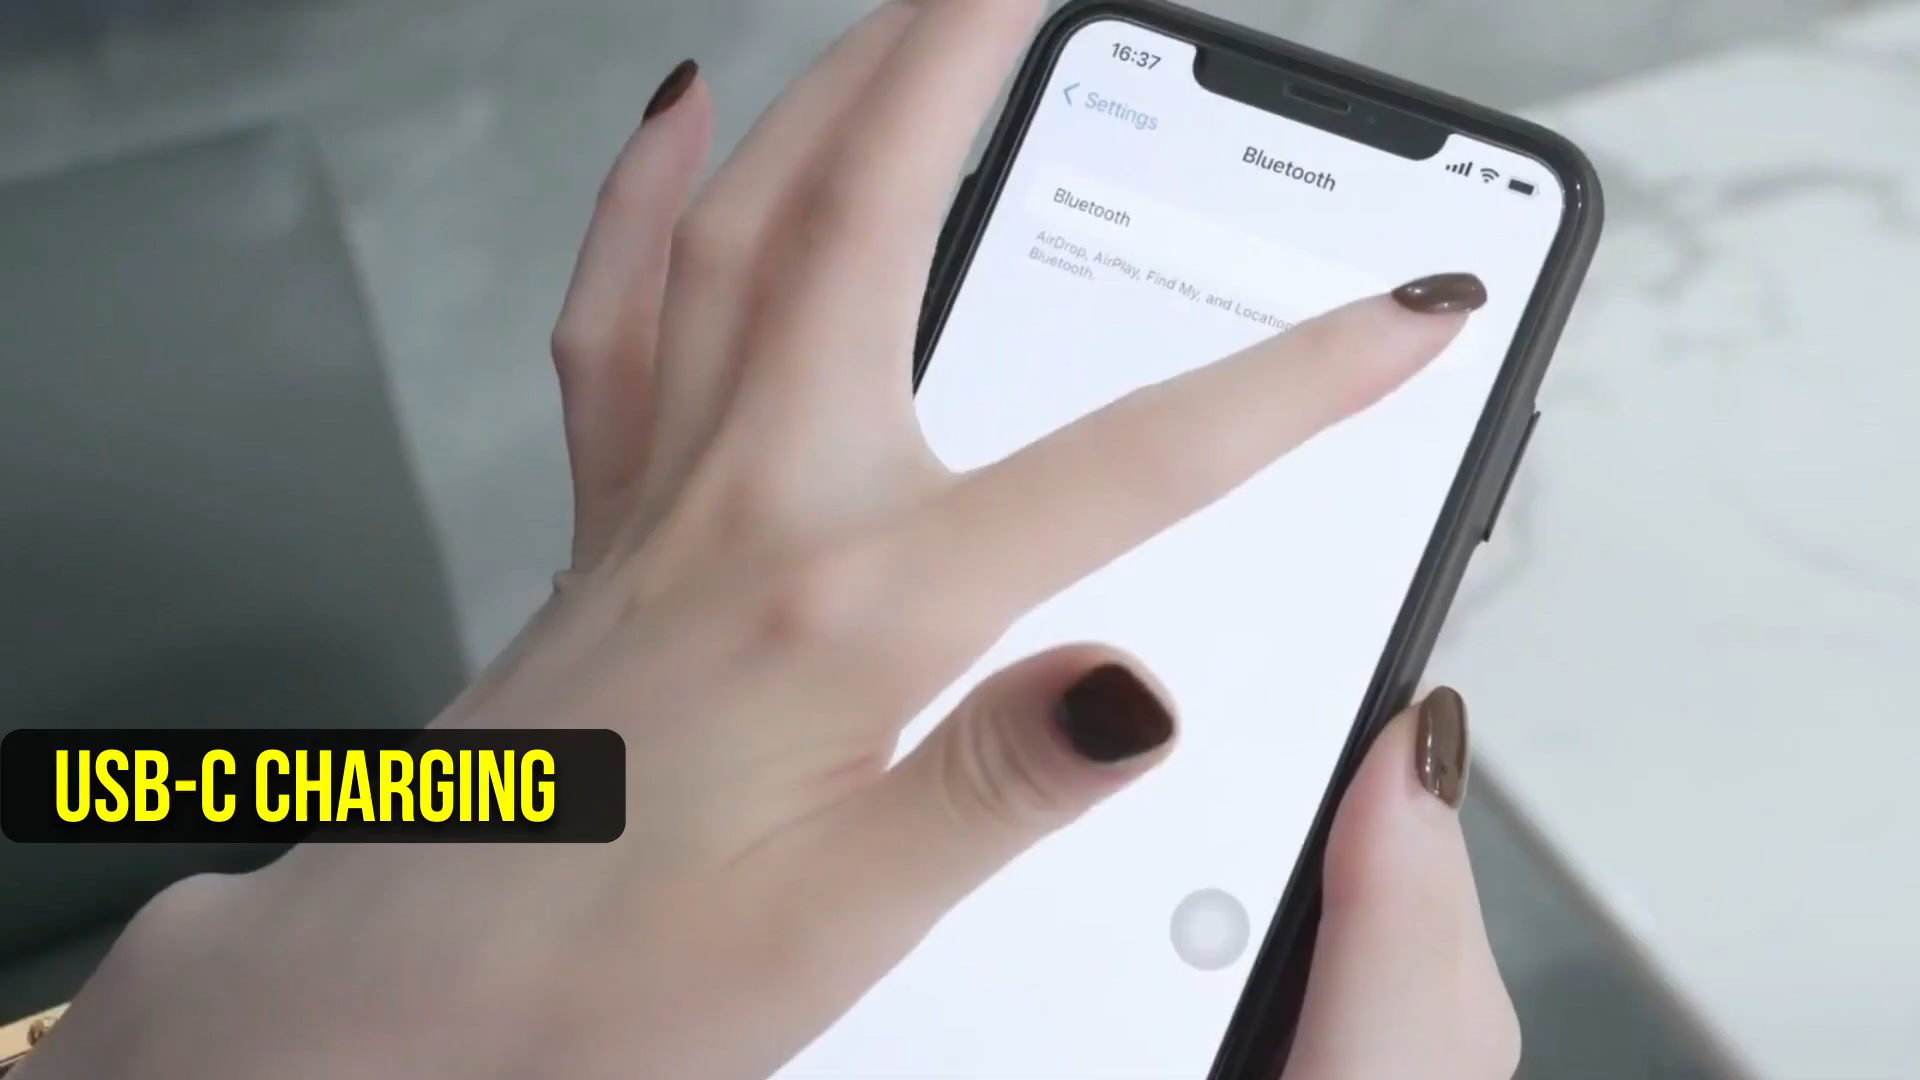 16:37
Settings
Bluetooth
Bluetooth
AirDrop, AirPlay, Find My, and Location
Bluetooth.
USB-C CHARGING